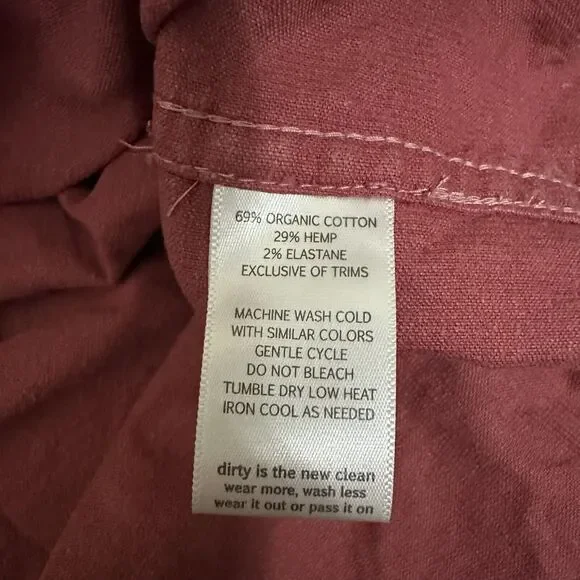 69% ORGANIC COTTON
29% HEMP
2% ELASTANE
EXCLUSIVE OF TRIMS
MACHINE WASH COLD
WITH SIMILAR COLORS
GENTLE CYCLE
DO NOT BLEACH
TUMBLE DRY LOW HEAT
IRON COOL AS NEEDED
dirty is the new clean
wear more, wash less
wear it out or pass it on